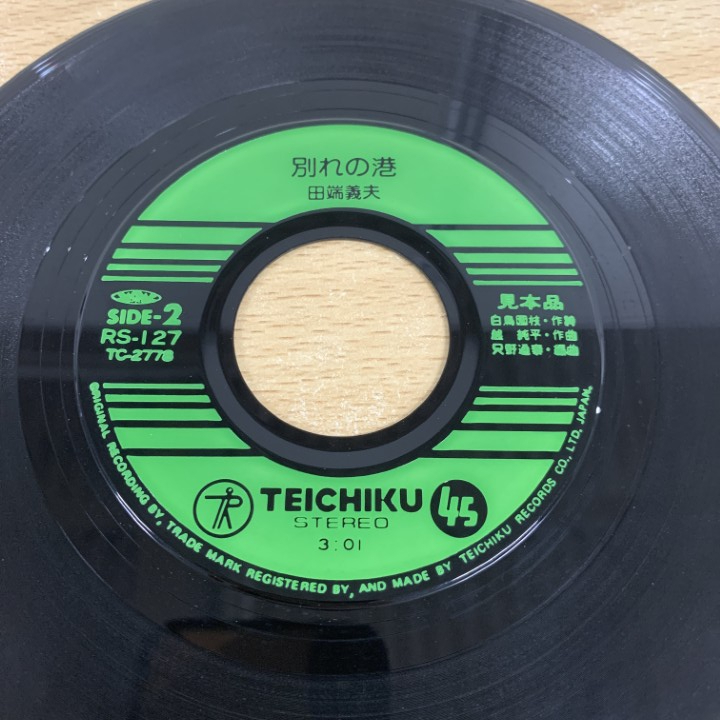 別れの港
田端義夫
SIDE-2
RS-127
TC-2778
見本品
白鳥園枝・作詩
越 純平・作曲
只野通泰・編曲
TEICHIKU 45
STEREO
3:01
ORIGINAL RECORDING BY, TRADE MARK REGISTERED BY, AND MADE BY TEICHIKU RECORDS CO., LTD, JAPAN.